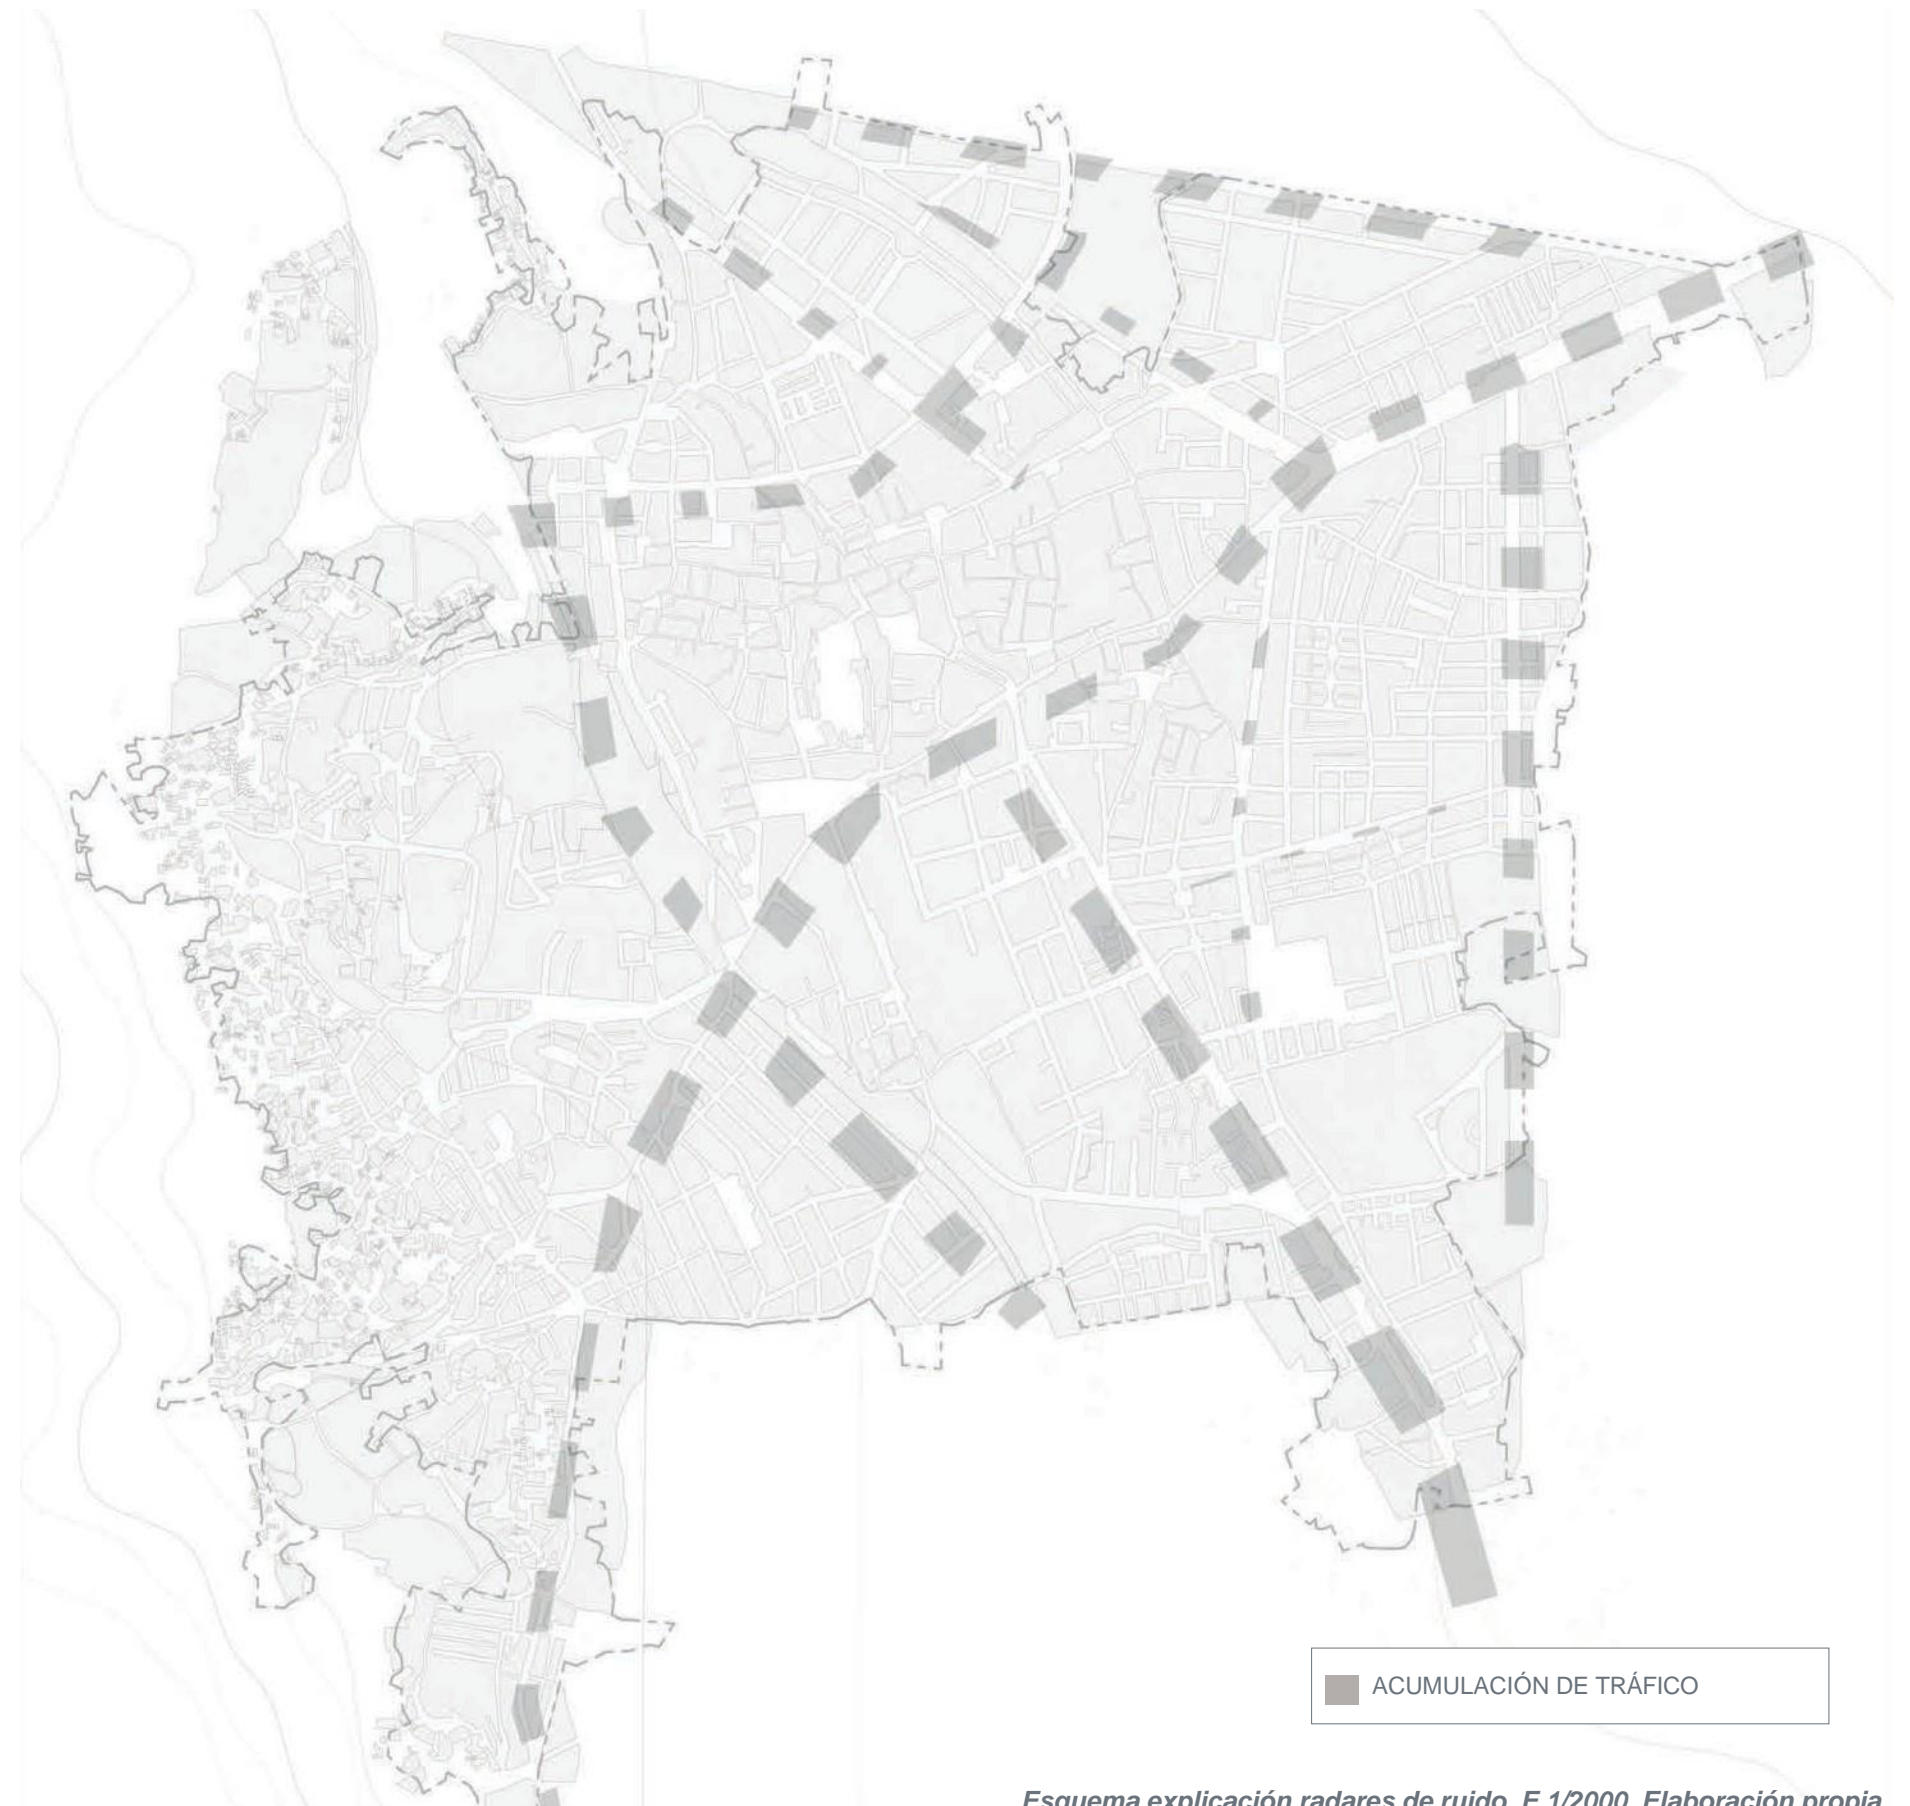 ACUMULACIÓN DE TRÁFICO
Esquema explicación radares de ruido. E 1/2000. Elaboración propia